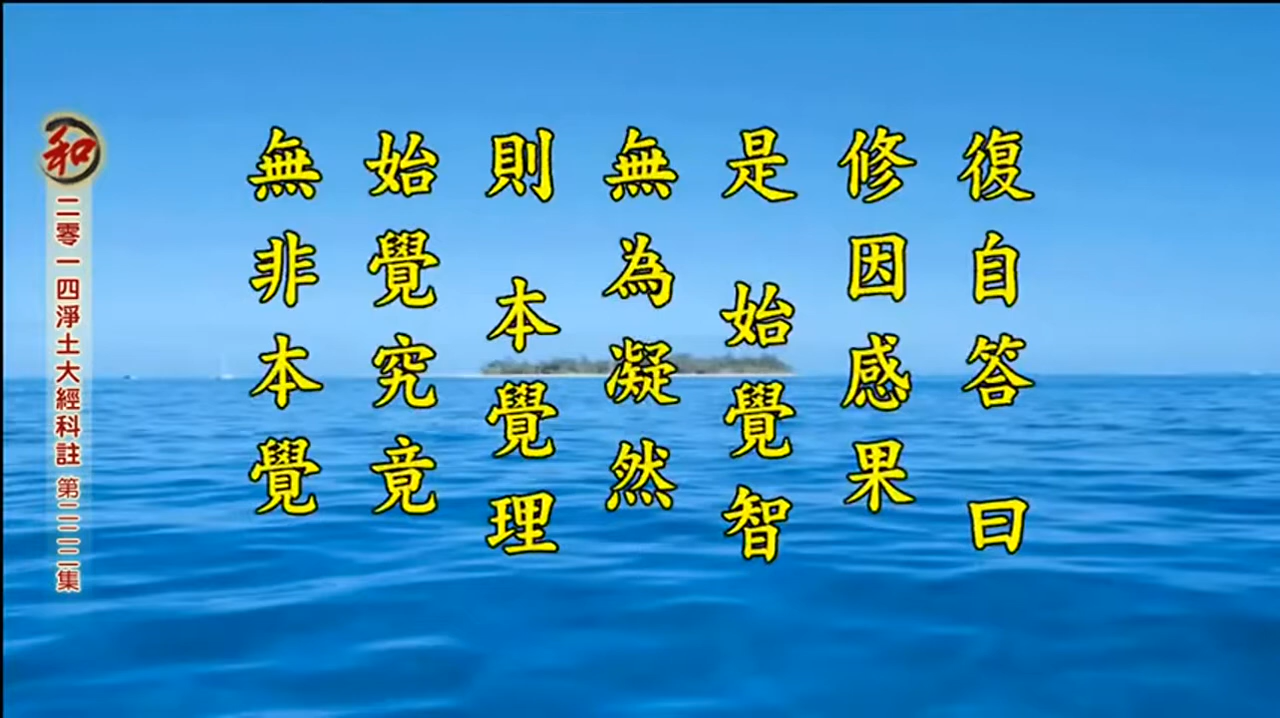 復自答 曰
修因感果
是 始覺智
無為凝然
則 本覺理
始覺究竟
無非本覺
和
二零一四淨土大經科註 第二二二集